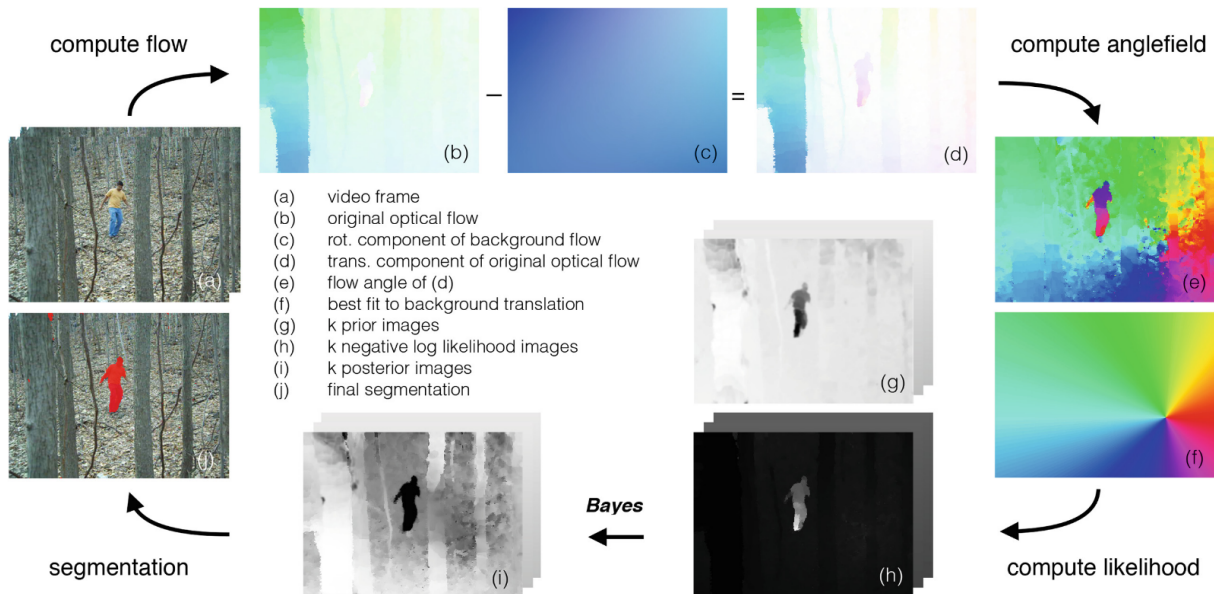 compute flow
compute anglefield
(b)
−
(c)
=
(d)
(a)
(a) video frame
(b) original optical flow
(c) rot. component of background flow
(d) trans. component of original optical flow
(e) flow angle of (d)
(f) best fit to background translation
(g) k prior images
(h) k negative log likelihood images
(i) k posterior images
(j) final segmentation
(e)
(g)
(j)
(f)
Bayes
(i)
(h)
segmentation
compute likelihood